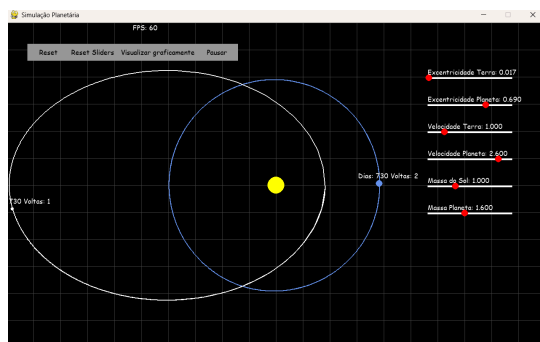 Simulação Planetária
FPS: 60
Reset Reset Sliders Visualizar graficamente Pausar
Excentricidade Terra: 0.017
Excentricidade Planeta: 0.690
Velocidade Terra: 1.000
Velocidade Planeta: 2.600
Dias: 730 Voltas: 2
Massa do Sol: 1.000
730 Voltas: 1
Massa Planeta: 1.600